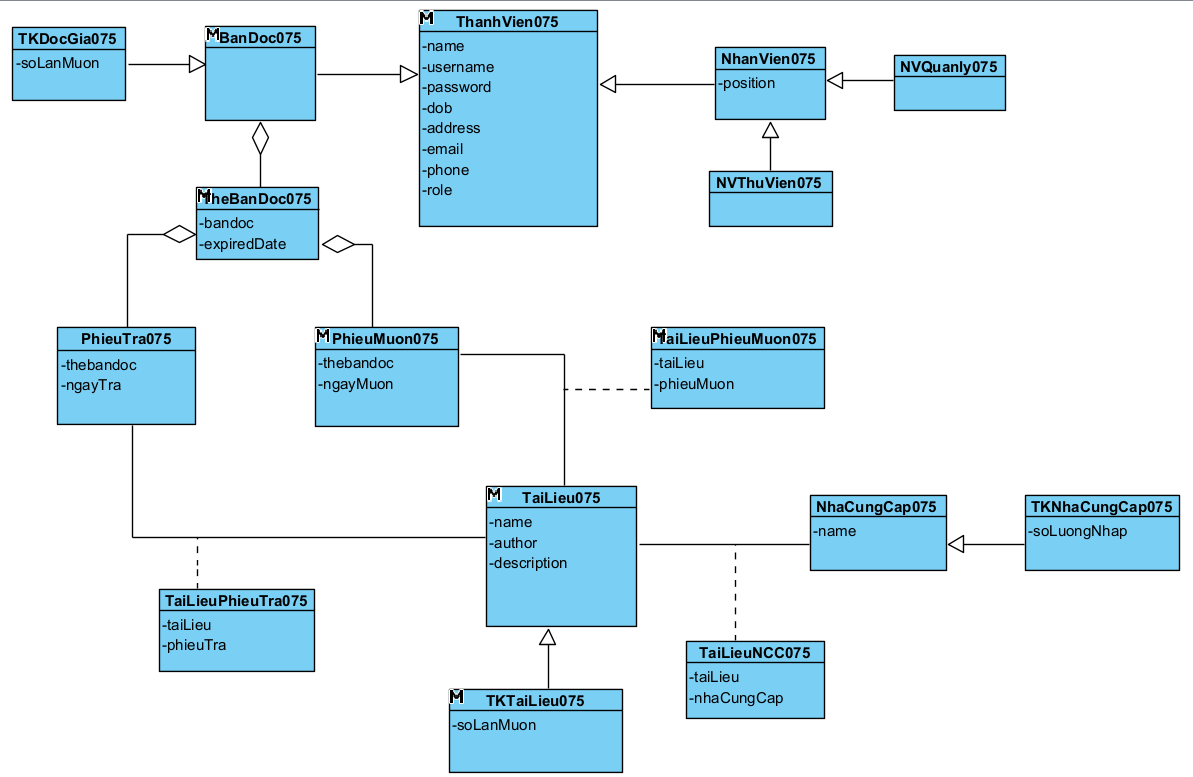 TKDocGia075
-soLanMuon
BanDoc075
ThanhVien075
-name
-username
-password
-dob
-address
-email
-phone
-role
NhanVien075
-position
NVQuanly075
NVThuVien075
TheBanDoc075
-bandoc
-expiredDate
PhieuTra075
-thebandoc
-ngayTra
PhieuMuon075
-thebandoc
-ngayMuon
TaiLieuPhieuMuon075
-taiLieu
-phieuMuon
TaiLieu075
-name
-author
-description
NhaCungCap075
-name
TKNhaCungCap075
-soLuongNhap
TaiLieuPhieuTra075
-taiLieu
-phieuTra
TaiLieuNCC075
-taiLieu
-nhaCungCap
TKTaiLieu075
-soLanMuon